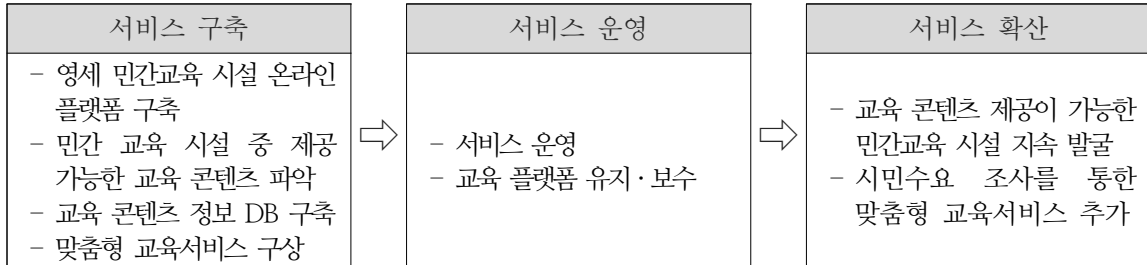 서비스 구축
- 영세 민간교육 시설 온라인
플랫폼 구축
- 민간 교육 시설 중 제공
가능한 교육 콘텐츠 파악
- 교육 콘텐츠 정보 DB 구축
- 맞춤형 교육서비스 구상
서비스 운영
- 서비스 운영
- 교육 플랫폼 유지·보수
서비스 확산
- 교육 콘텐츠 제공이 가능한
민간교육 시설 지속 발굴
- 시민수요 조사를 통한
맞춤형 교육서비스 추가